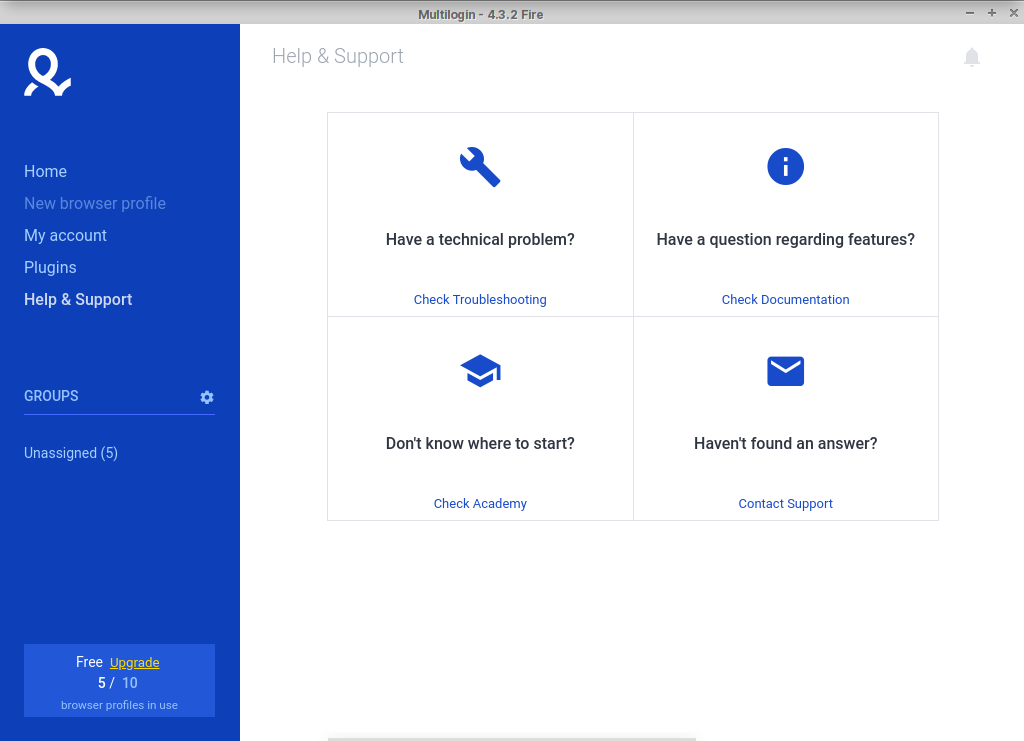 Multilogin - 4.3.2 Fire
Help & Support
Home
New browser profile
My account
Plugins
Help & Support
GROUPS
Unassigned (5)
Free Upgrade
5 / 10
browser profiles in use
Have a technical problem?
Check Troubleshooting
Have a question regarding features?
Check Documentation
Don't know where to start?
Check Academy
Haven't found an answer?
Contact Support